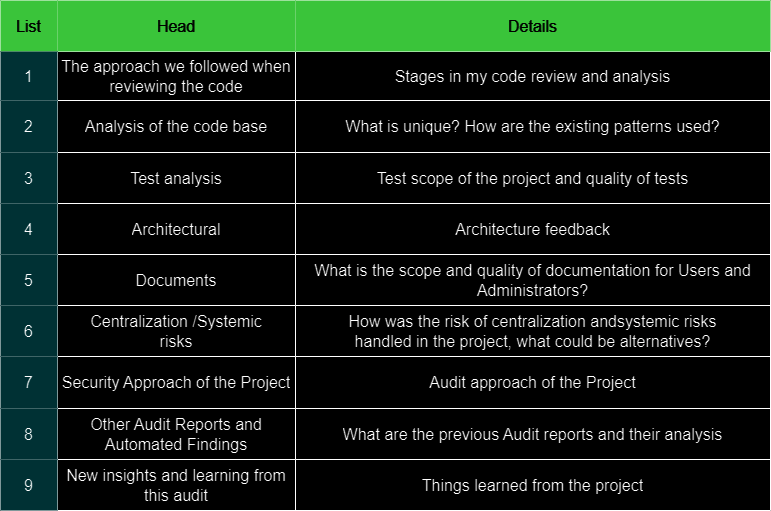 List Head Details
1 The approach we followed when
reviewing the code Stages in my code review and analysis
2 Analysis of the code base What is unique? How are the existing patterns used?
3 Test analysis Test scope of the project and quality of tests
4 Architectural Architecture feedback
5 Documents What is the scope and quality of documentation for Users and
Administrators?
6 Centralization /Systemic
risks How was the risk of centralization andsystemic risks
handled in the project, what could be alternatives?
7 Security Approach of the Project Audit approach of the Project
8 Other Audit Reports and
Automated Findings What are the previous Audit reports and their analysis
9 New insights and learning from
this audit Things learned from the project